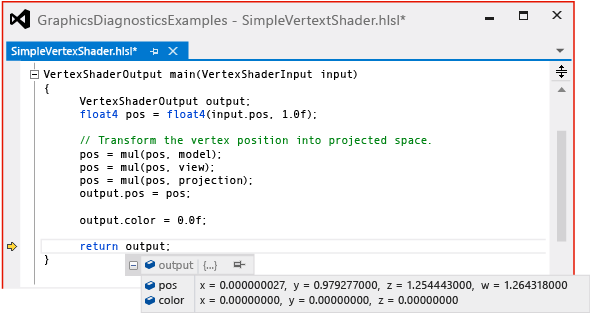 GraphicsDiagnosticsExamples - SimpleVertextShader.hlsl*
SimpleVertexShader.hlsl*
VertexShaderOutput main(VertexShaderInput input)
{
VertexShaderOutput output;
float4 pos = float4(input.pos, 1.0f);
// Transform the vertex position into projected space.
pos = mul(pos, model);
pos = mul(pos, view);
pos = mul(pos, projection);
output.pos = pos;
output.color = 0.0f;
return output;
}
output {...}
pos x = 0.000000027, y = 0.979277000, z = 1.254443000, w = 1.264318000
color x = 0.00000000, y = 0.00000000, z = 0.00000000